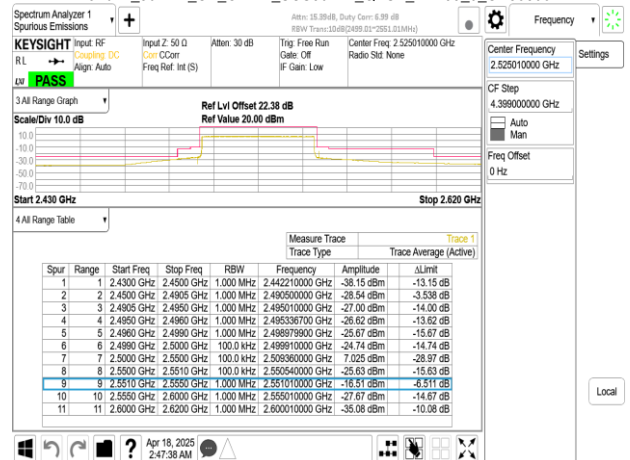 Spectrum Analyzer 1
Spurious Emissions
Atten: 15.39dB, Duty Corr: 6.99 dB
RBW Trans:10dB(2499.01~2551.01MHz)
Frequency
KEYSIGHT Input: RF Input Z: 50 Ω Atten: 30 dB Trig: Free Run Center Freq: 2.525010000 GHz
RL Coupling: DC Corr CCorr Gate: Off Radio Std: None
Align: Auto Freq Ref: Int (S) IF Gain: Low
LXI PASS
Center Frequency
2.525010000 GHz
Settings
CF Step
4.399000000 GHz
Auto
Man
Freq Offset
0 Hz
3 All Range Graph
Ref Lvl Offset 22.38 dB
Scale/Div 10.0 dB Ref Value 20.00 dBm
10.0
-10.0
-30.0
-50.0
-70.0
Start 2.430 GHz Stop 2.620 GHz
4 All Range Table
Measure Trace Trace 1
Trace Type Trace Average (Active)
Spur Range Start Freq Stop Freq RBW Frequency Amplitude ΔLimit
1 1 2.4300 GHz 2.4500 GHz 1.000 MHz 2.442210000 GHz -38.15 dBm -13.15 dB
2 2 2.4500 GHz 2.4905 GHz 1.000 MHz 2.490500000 GHz -28.54 dBm -3.538 dB
3 3 2.4905 GHz 2.4950 GHz 1.000 MHz 2.495010000 GHz -27.00 dBm -14.00 dB
4 4 2.4950 GHz 2.4960 GHz 1.000 MHz 2.495336700 GHz -26.62 dBm -13.62 dB
5 5 2.4960 GHz 2.4990 GHz 1.000 MHz 2.498979900 GHz -25.67 dBm -15.67 dB
6 6 2.4990 GHz 2.5000 GHz 100.0 kHz 2.499910000 GHz -24.74 dBm -14.74 dB
7 7 2.5000 GHz 2.5500 GHz 100.0 kHz 2.509360000 GHz 7.025 dBm -28.97 dB
8 8 2.5500 GHz 2.5510 GHz 100.0 kHz 2.550540000 GHz -25.63 dBm -15.63 dB
9 9 2.5510 GHz 2.5550 GHz 1.000 MHz 2.551010000 GHz -16.51 dBm -6.511 dB
10 10 2.5550 GHz 2.6000 GHz 1.000 MHz 2.555010000 GHz -27.67 dBm -14.67 dB
11 11 2.6000 GHz 2.6200 GHz 1.000 MHz 2.600010000 GHz -35.08 dBm -10.08 dB
Local
Apr 18, 2025
2:47:38 AM